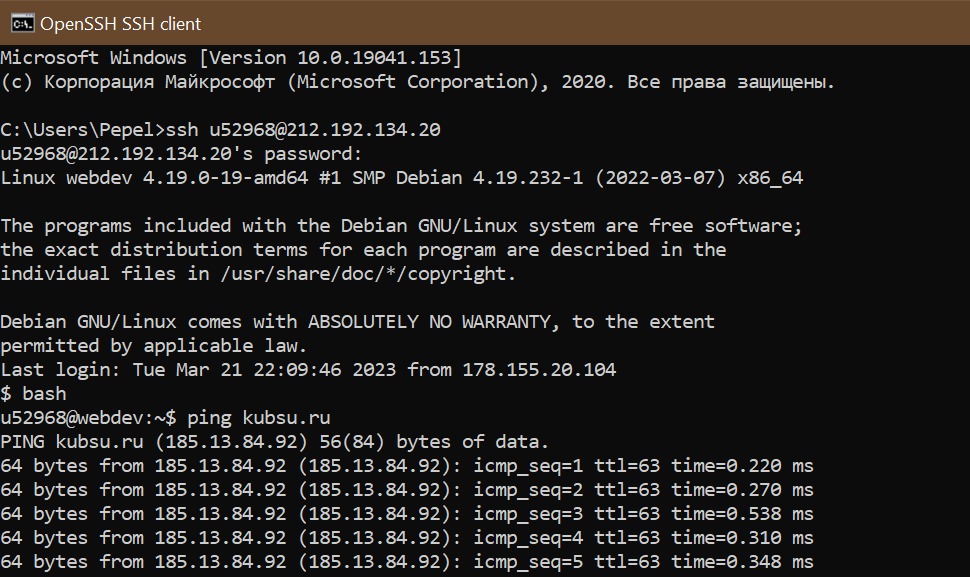 OpenSSH SSH client
Microsoft Windows [Version 10.0.19041.153]
(c) Корпорация Майкрософт (Microsoft Corporation), 2020. Все права защищены.
C:\Users\Pepel>ssh u52968@212.192.134.20
u52968@212.192.134.20's password:
Linux webdev 4.19.0-19-amd64 #1 SMP Debian 4.19.232-1 (2022-03-07) x86_64
The programs included with the Debian GNU/Linux system are free software;
the exact distribution terms for each program are described in the
individual files in /usr/share/doc/*/copyright.
Debian GNU/Linux comes with ABSOLUTELY NO WARRANTY, to the extent
permitted by applicable law.
Last login: Tue Mar 21 22:09:46 2023 from 178.155.20.104
$ bash
u52968@webdev:~$ ping kubsu.ru
PING kubsu.ru (185.13.84.92) 56(84) bytes of data.
64 bytes from 185.13.84.92 (185.13.84.92): icmp_seq=1 ttl=63 time=0.220 ms
64 bytes from 185.13.84.92 (185.13.84.92): icmp_seq=2 ttl=63 time=0.270 ms
64 bytes from 185.13.84.92 (185.13.84.92): icmp_seq=3 ttl=63 time=0.538 ms
64 bytes from 185.13.84.92 (185.13.84.92): icmp_seq=4 ttl=63 time=0.310 ms
64 bytes from 185.13.84.92 (185.13.84.92): icmp_seq=5 ttl=63 time=0.348 ms